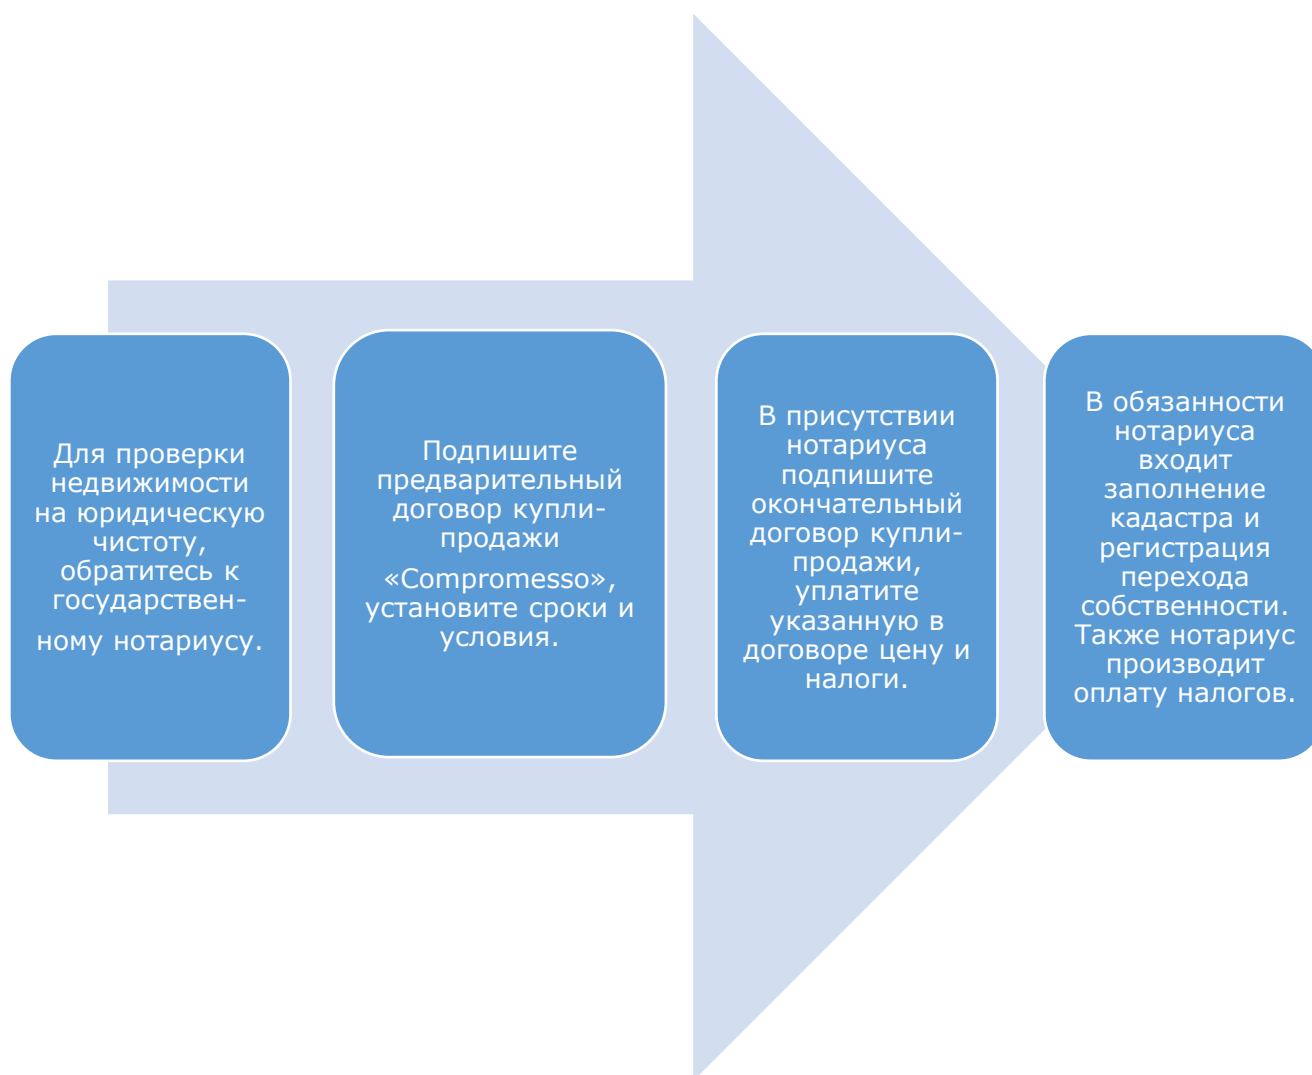 Для проверки
недвижимости
на юридическую
чистоту,
обратитесь к
государствен-
ному нотариусу.
Подпишите
предварительный
договор купли-
продажи
«Compromesso»,
установите сроки и
условия.
В присутствии
нотариуса
подпишите
окончательный
договор купли-
продажи,
уплатите
указанную в
договоре цену и
налоги.
В обязанности
нотариуса
входит
заполнение
кадастра и
регистрация
перехода
собственности.
Также нотариус
производит
оплату налогов.